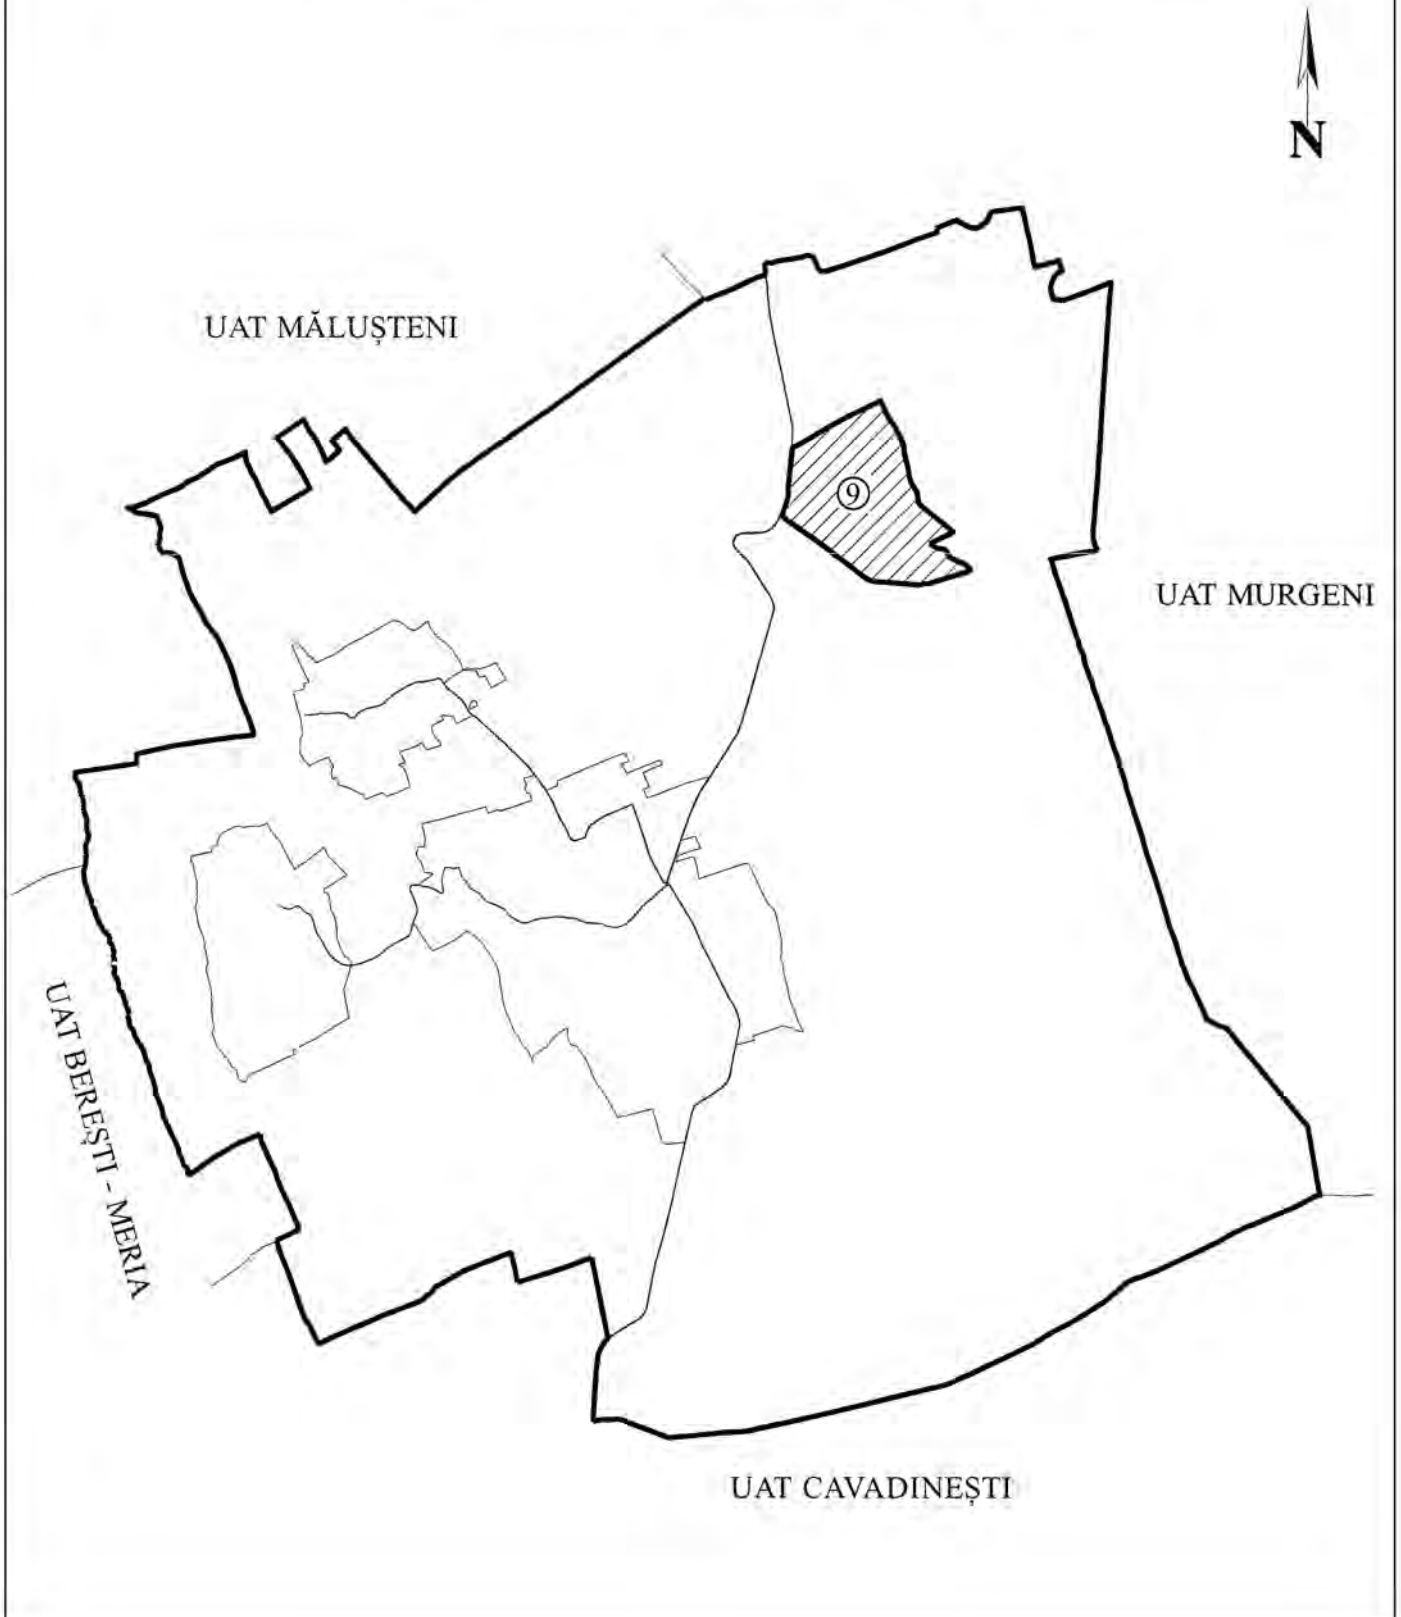 N
UAT MĂLUȘTENI
9
UAT MURGENI
UAT BEREȘTI - MERIA
UAT CAVADINEȘTI